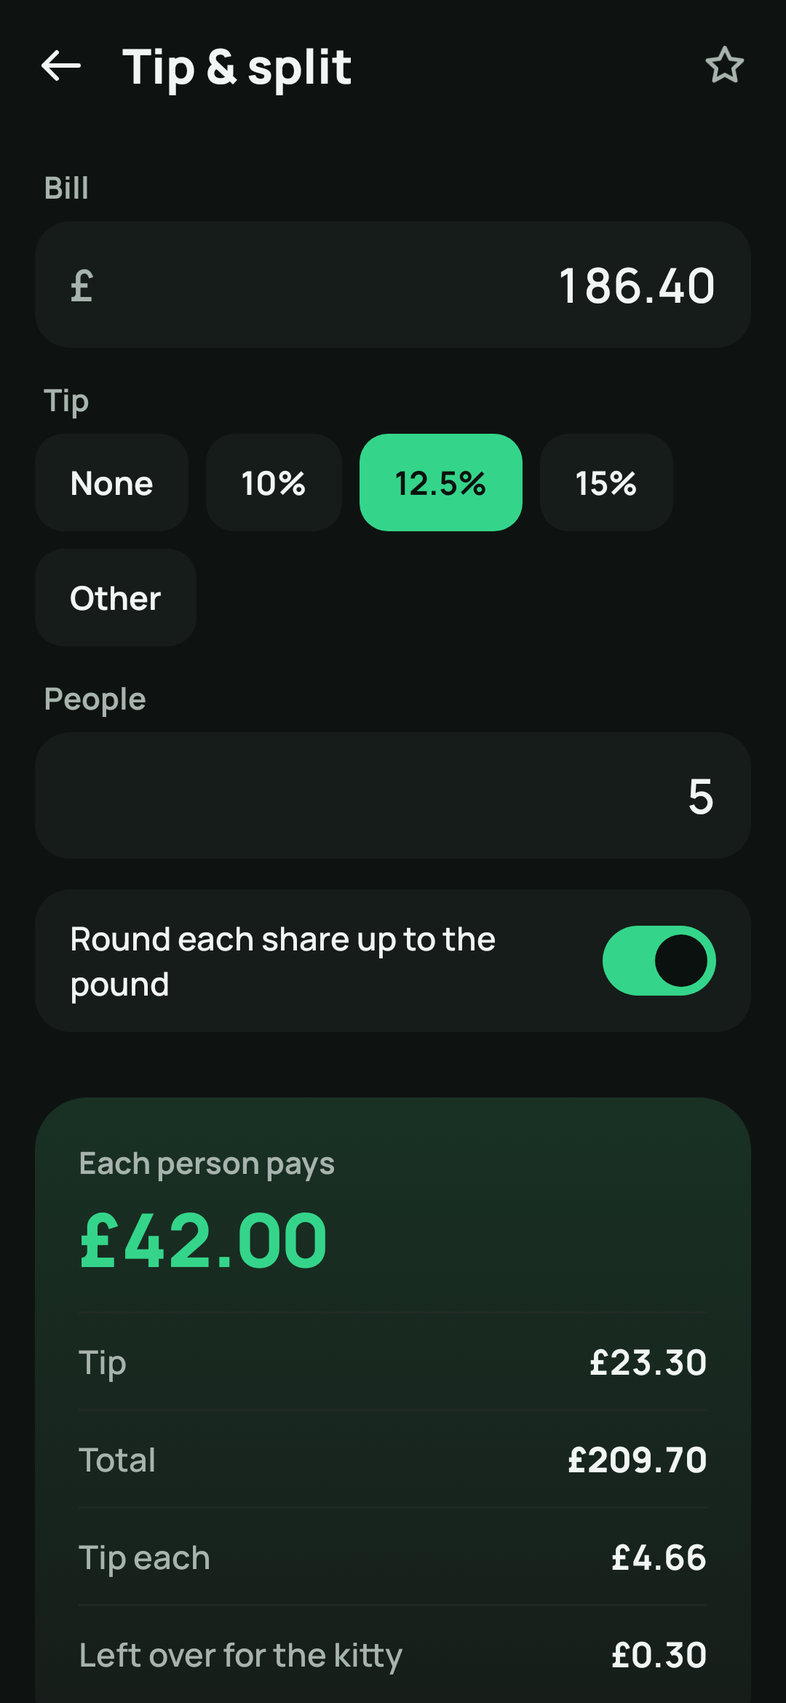 Tip & split
Bill
£ 186.40
Tip
None 10% 12.5% 15%
Other
People
5
Round each share up to the
pound
Each person pays
£42.00
Tip £23.30
Total £209.70
Tip each £4.66
Left over for the kitty £0.30